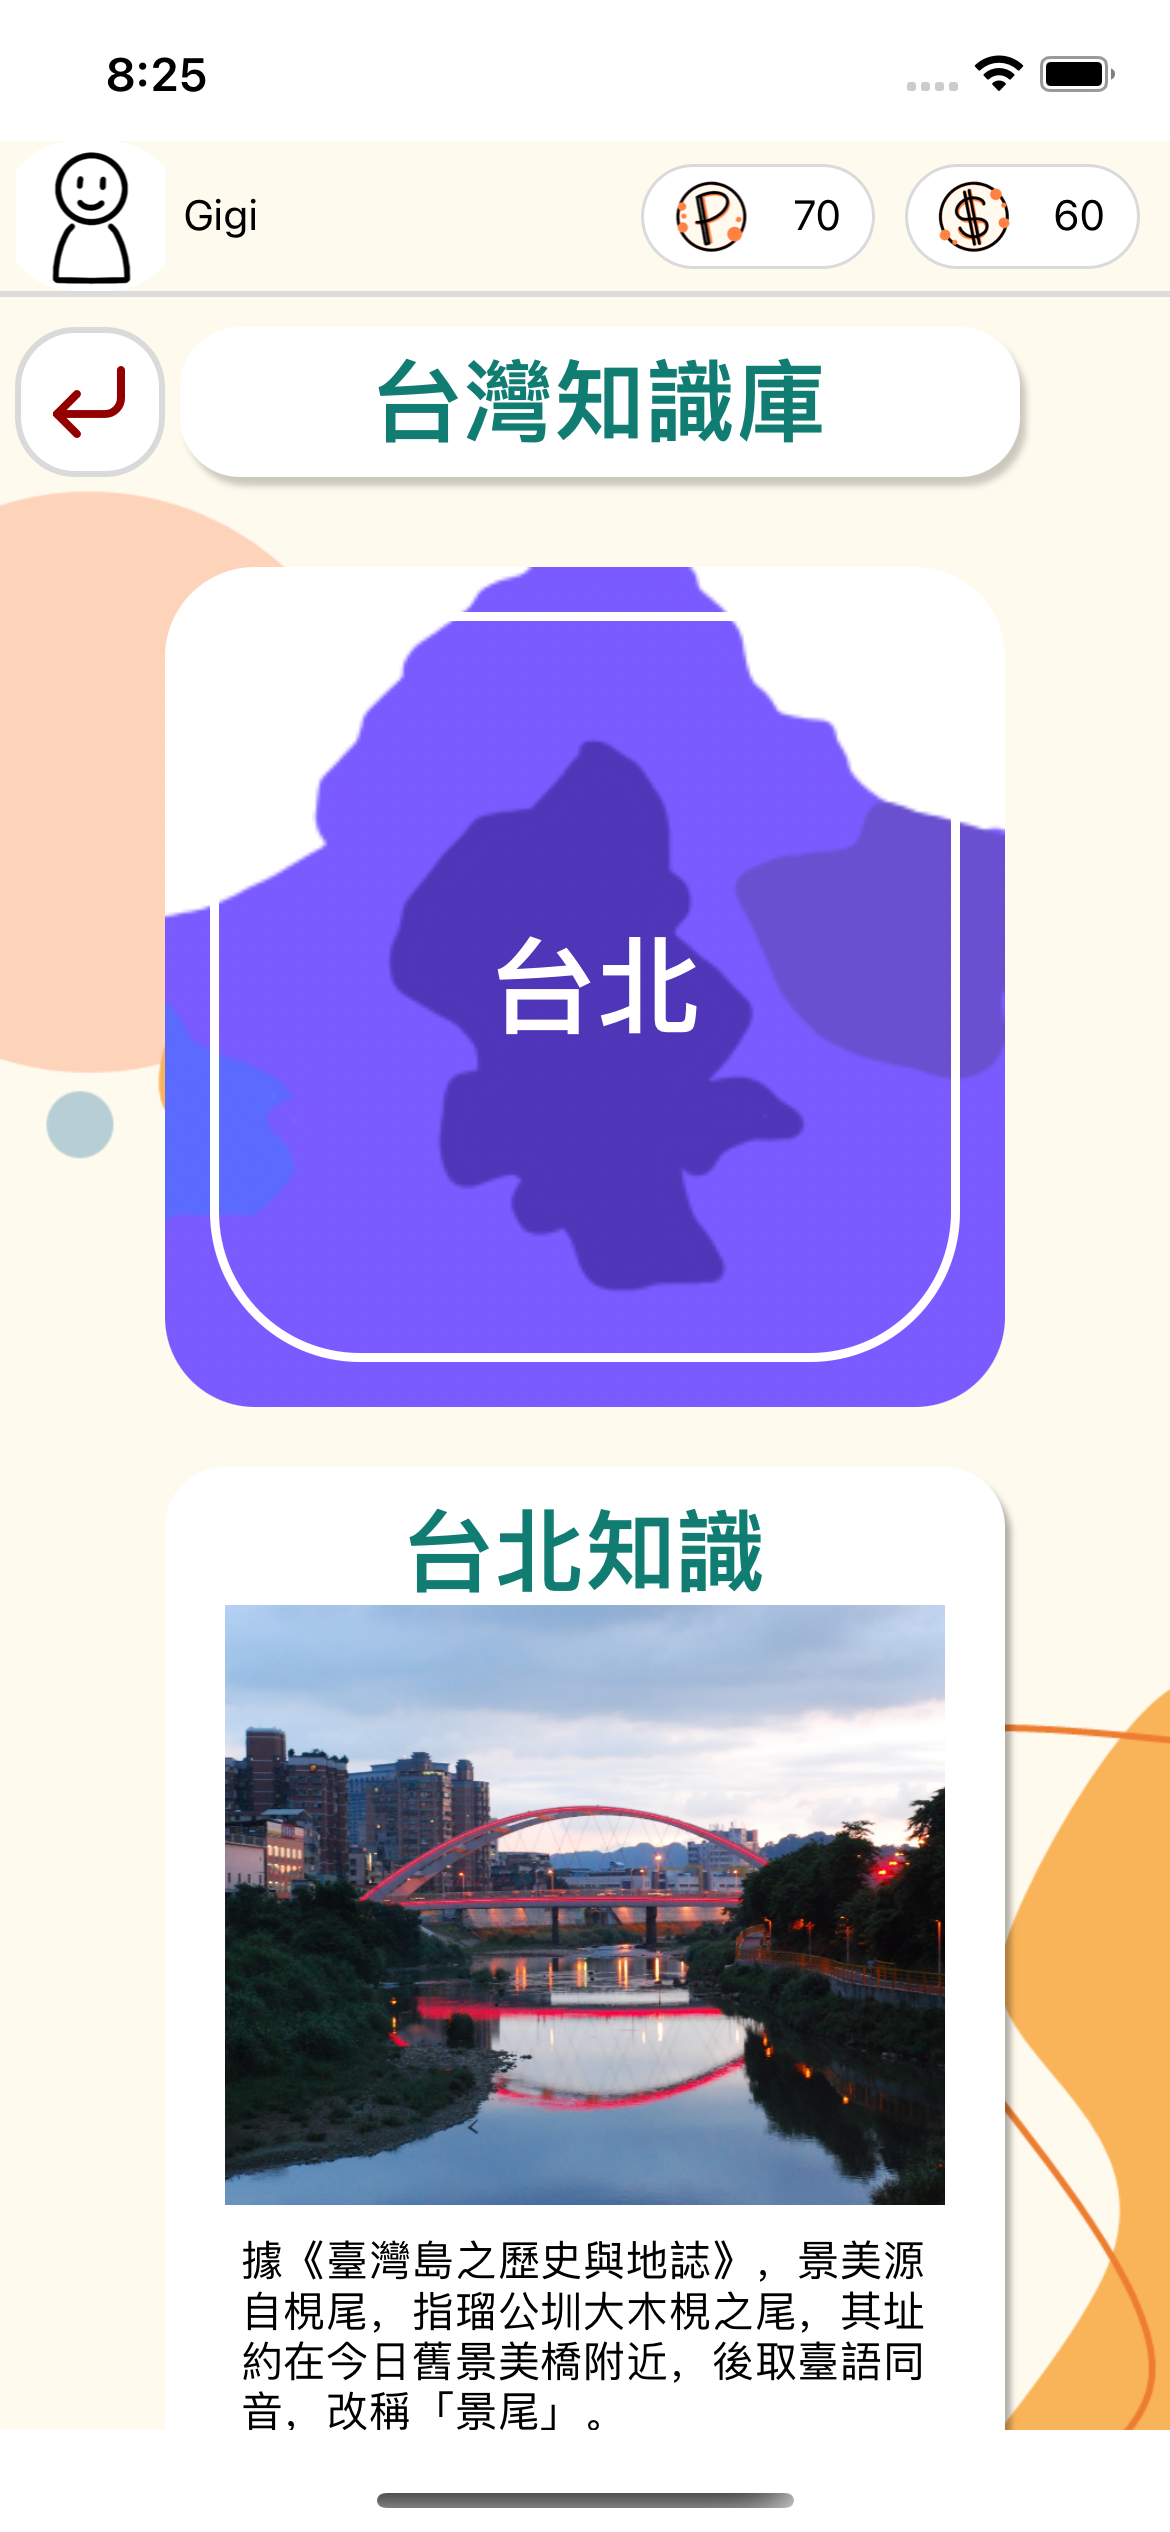 8:25
Gigi
P 70
$ 60
台灣知識庫
台北
台北知識
據《臺灣島之歷史與地誌》，景美源
自梘尾，指瑠公圳大木梘之尾，其址
約在今日舊景美橋附近，後取臺語同
音，改稱「景尾」。